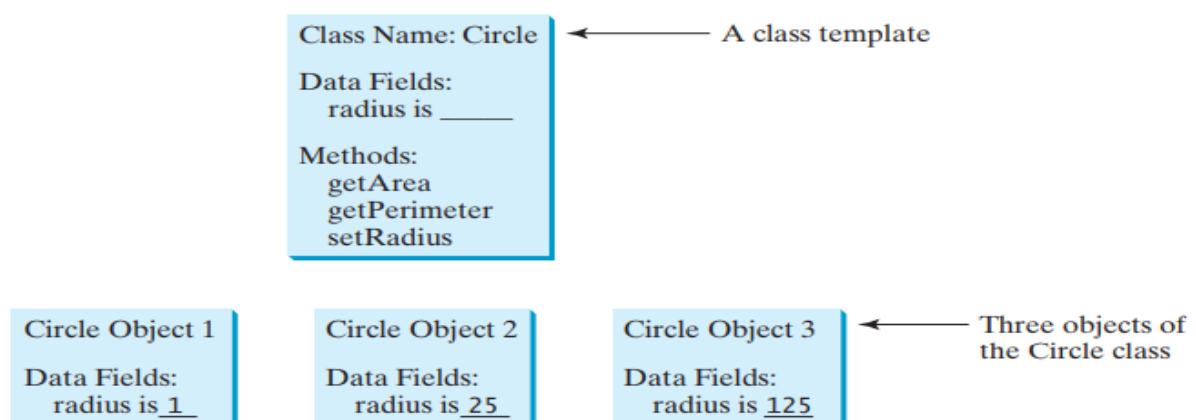 Class Name: Circle
A class template
Data Fields:
radius is _____
Methods:
getArea
getPerimeter
setRadius
Circle Object 1
Data Fields:
radius is 1
Circle Object 2
Data Fields:
radius is 25
Circle Object 3
Data Fields:
radius is 125
Three objects of
the Circle class